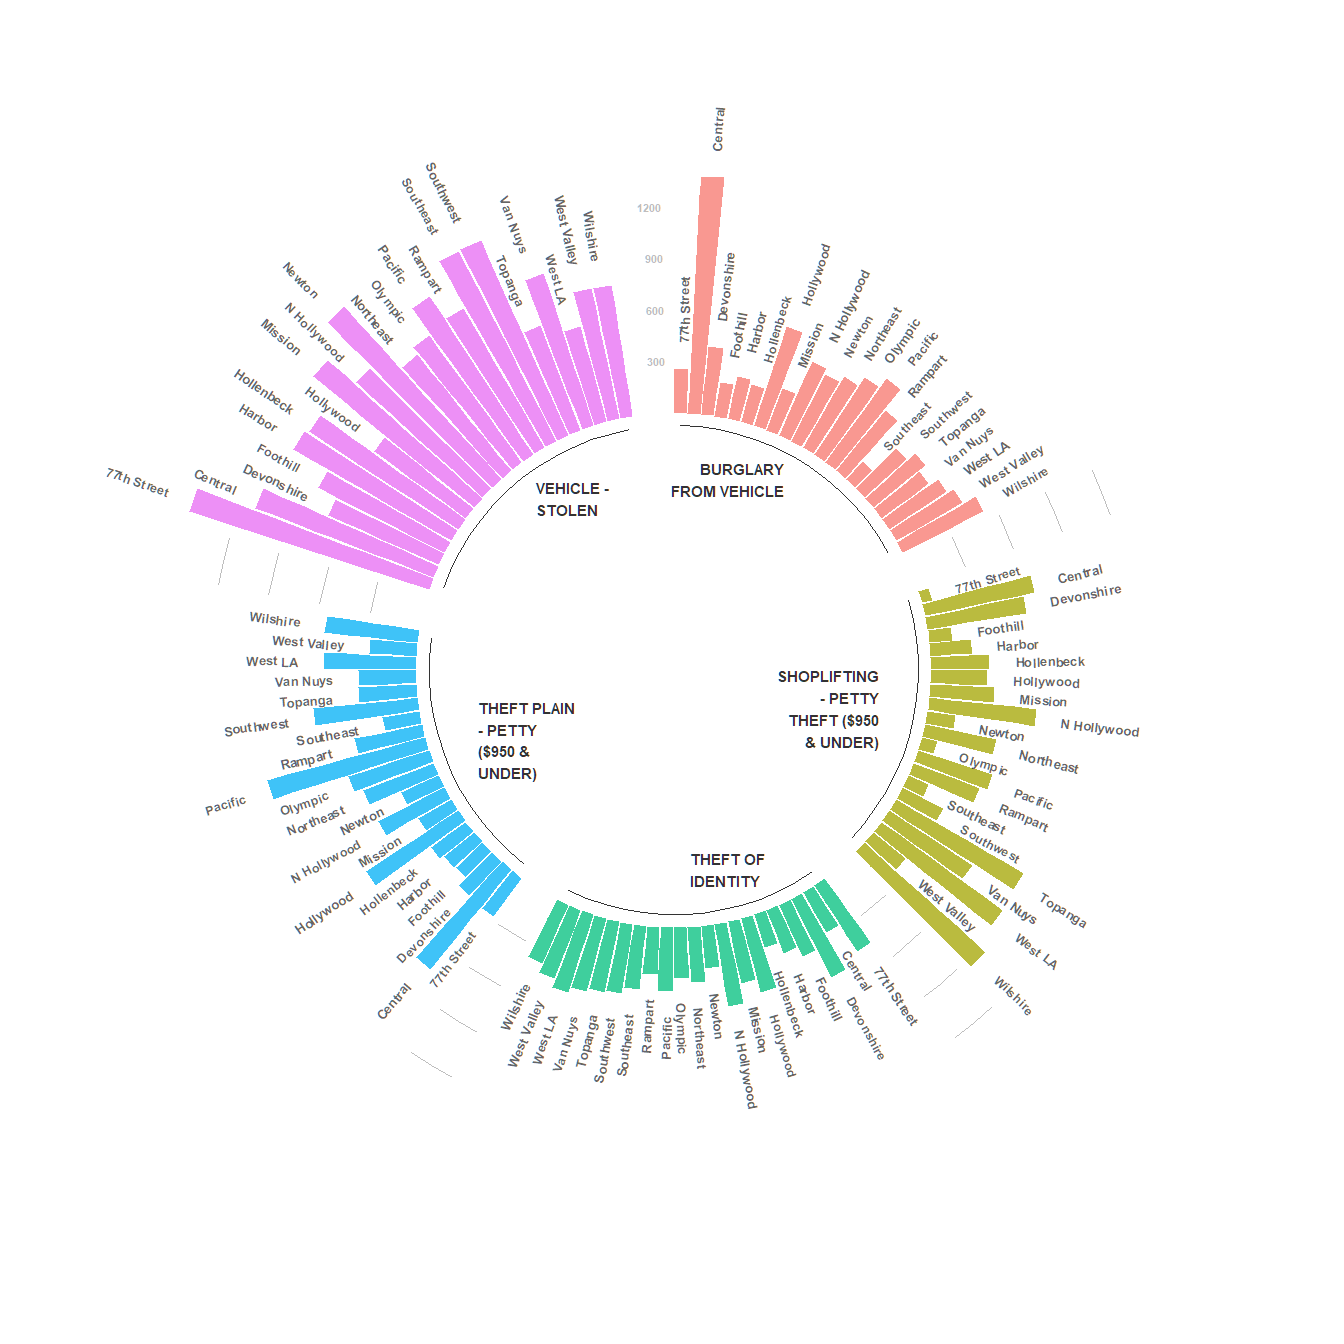 1200
900
600
300
BURGLARY
FROM VEHICLE
77th Street
Central
Devonshire
Foothill
Harbor
Hollenbeck
Hollywood
Mission
N Hollywood
Newton
Northeast
Olympic
Pacific
Rampart
Southeast
Southwest
Topanga
Van Nuys
West LA
West Valley
Wilshire
SHOPLIFTING
- PETTY
THEFT ($950
& UNDER)
77th Street
Central
Devonshire
Foothill
Harbor
Hollenbeck
Hollywood
Mission
N Hollywood
Newton
Northeast
Olympic
Pacific
Rampart
Southeast
Southwest
Topanga
Van Nuys
West LA
West Valley
Wilshire
THEFT OF
IDENTITY
77th Street
Central
Devonshire
Foothill
Harbor
Hollenbeck
Hollywood
Mission
N Hollywood
Newton
Northeast
Olympic
Pacific
Rampart
Southeast
Southwest
Topanga
Van Nuys
West LA
West Valley
Wilshire
THEFT PLAIN
- PETTY
($950 &
UNDER)
77th Street
Central
Devonshire
Foothill
Harbor
Hollenbeck
Hollywood
Mission
N Hollywood
Newton
Northeast
Olympic
Pacific
Rampart
Southeast
Southwest
Topanga
Van Nuys
West LA
West Valley
Wilshire
VEHICLE -
STOLEN
77th Street
Central
Devonshire
Foothill
Harbor
Hollenbeck
Hollywood
Mission
N Hollywood
Newton
Northeast
Olympic
Pacific
Rampart
Southeast
Southwest
Topanga
Van Nuys
West LA
West Valley
Wilshire